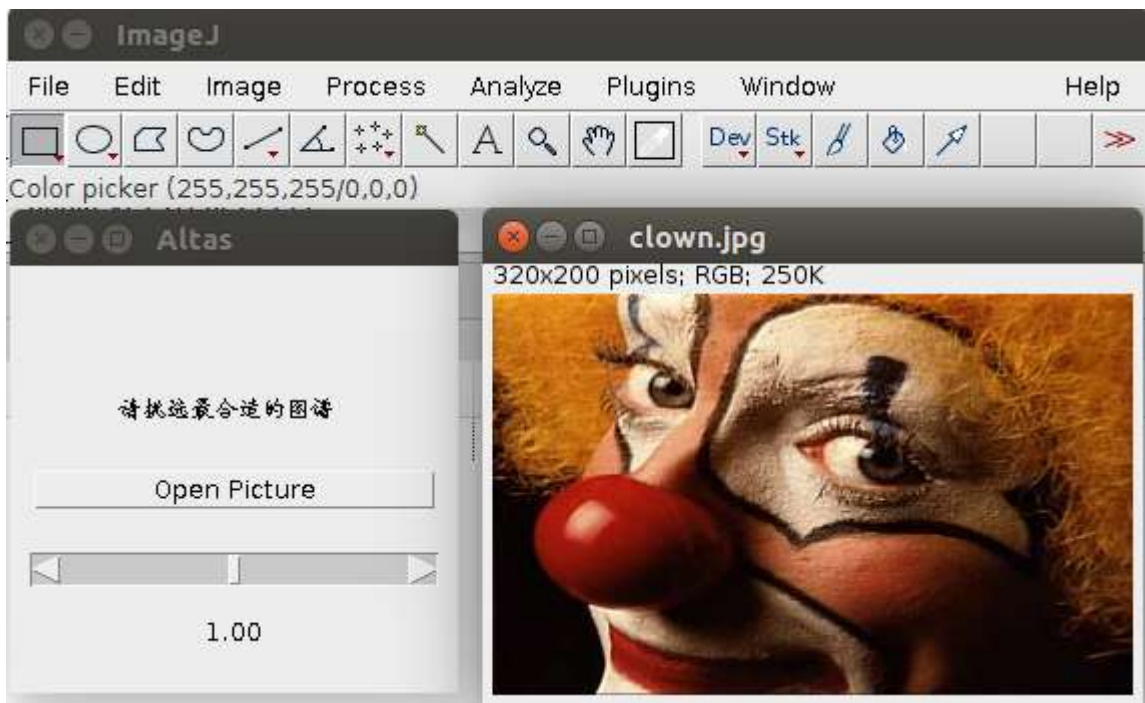 ImageJ
File Edit Image Process Analyze Plugins Window Help
A Dev Stk >>
Color picker (255,255,255/0,0,0)
Altas
请挑选最合适的图谱
Open Picture
1.00
clown.jpg
320x200 pixels; RGB; 250K